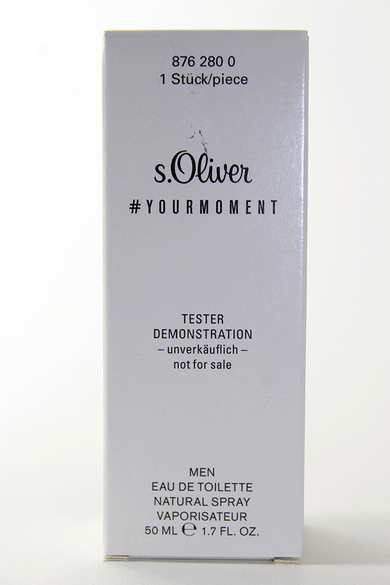 876 280 0
1 Stück/piece
s.Oliver
#YOURMOMENT
TESTER
DEMONSTRATION
– unverkäuflich –
not for sale
MEN
EAU DE TOILETTE
NATURAL SPRAY
VAPORISATEUR
50 ML ℮ 1.7 FL. OZ.